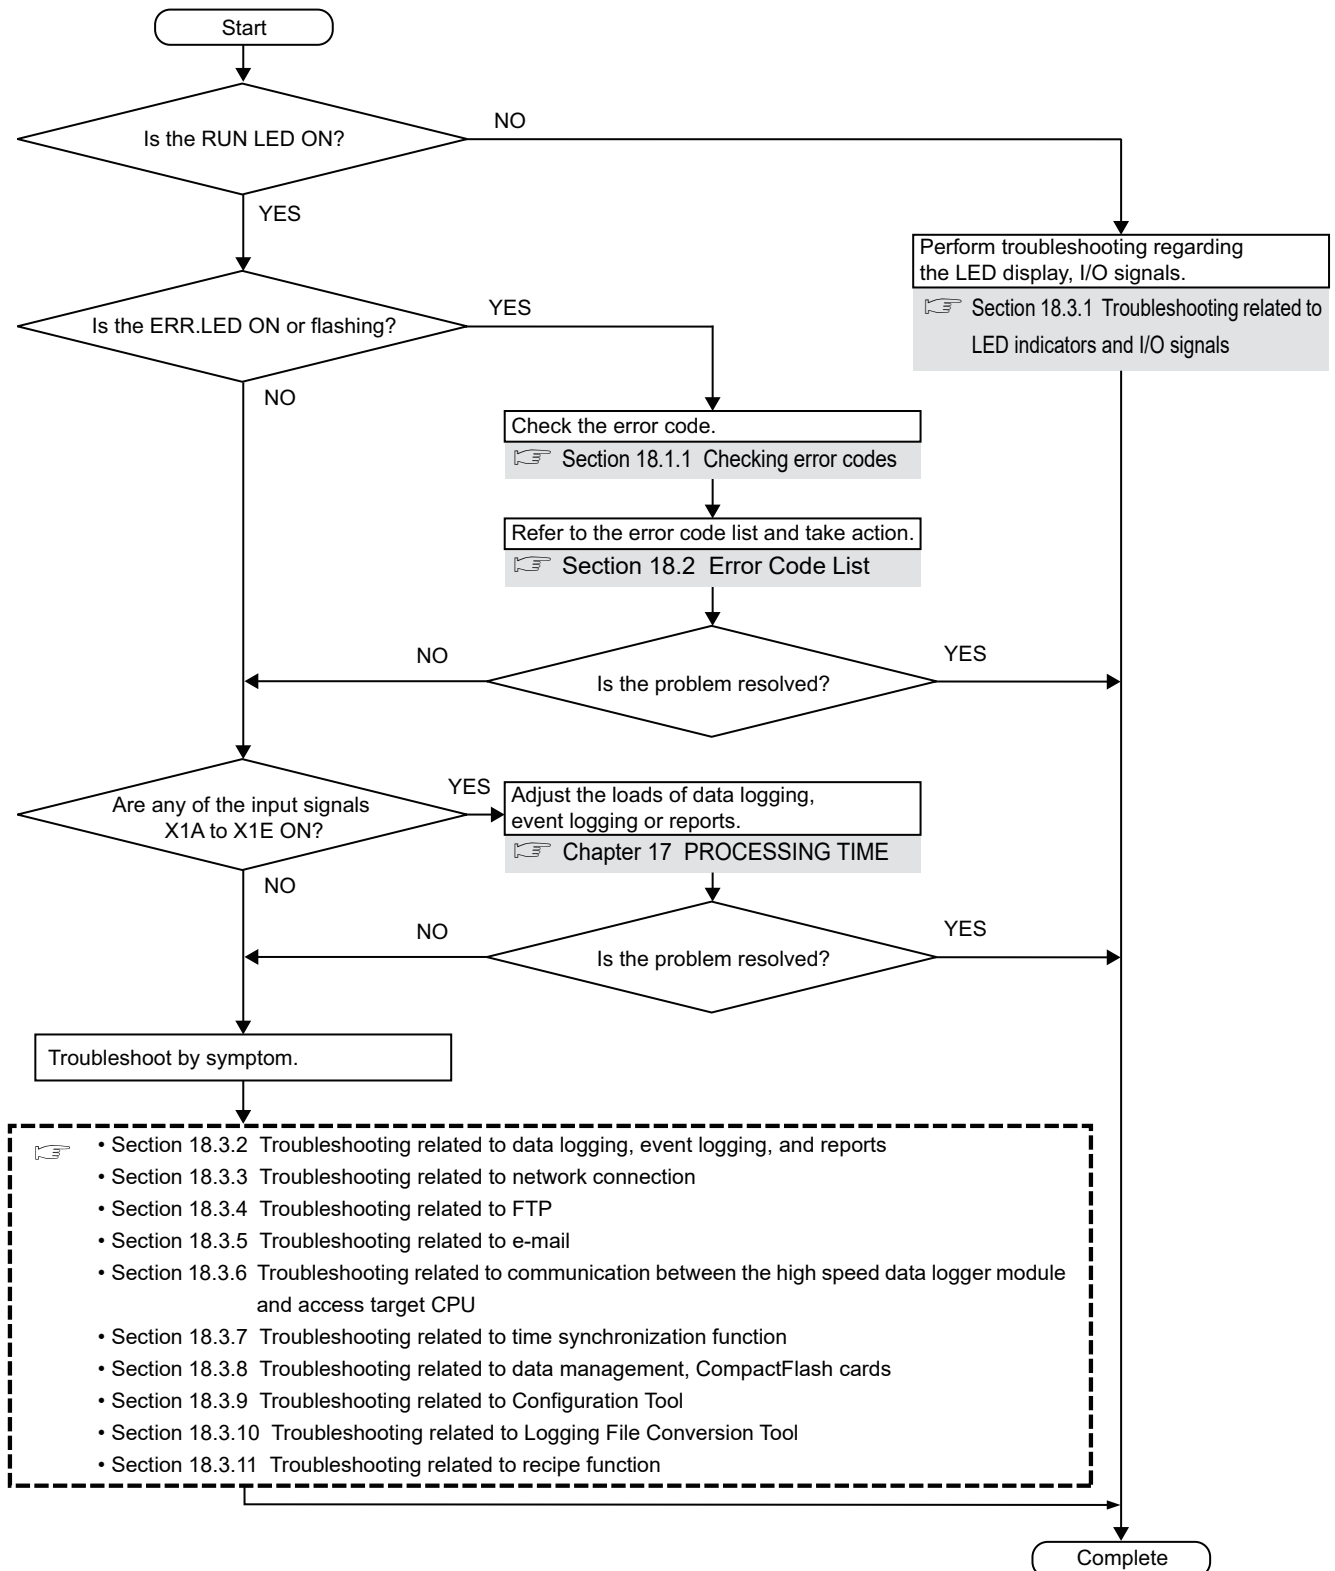 Start
Is the RUN LED ON?
NO
YES
Perform troubleshooting regarding
the LED display, I/O signals.
Section 18.3.1 Troubleshooting related to
LED indicators and I/O signals
Is the ERR.LED ON or flashing?
YES
NO
Check the error code.
Section 18.1.1 Checking error codes
Refer to the error code list and take action.
Section 18.2 Error Code List
NO
YES
Is the problem resolved?
Are any of the input signals
X1A to X1E ON?
YES
NO
Adjust the loads of data logging,
event logging or reports.
Chapter 17 PROCESSING TIME
NO
YES
Is the problem resolved?
Troubleshoot by symptom.
• Section 18.3.2 Troubleshooting related to data logging, event logging, and reports
• Section 18.3.3 Troubleshooting related to network connection
• Section 18.3.4 Troubleshooting related to FTP
• Section 18.3.5 Troubleshooting related to e-mail
• Section 18.3.6 Troubleshooting related to communication between the high speed data logger module
and access target CPU
• Section 18.3.7 Troubleshooting related to time synchronization function
• Section 18.3.8 Troubleshooting related to data management, CompactFlash cards
• Section 18.3.9 Troubleshooting related to Configuration Tool
• Section 18.3.10 Troubleshooting related to Logging File Conversion Tool
• Section 18.3.11 Troubleshooting related to recipe function
Complete